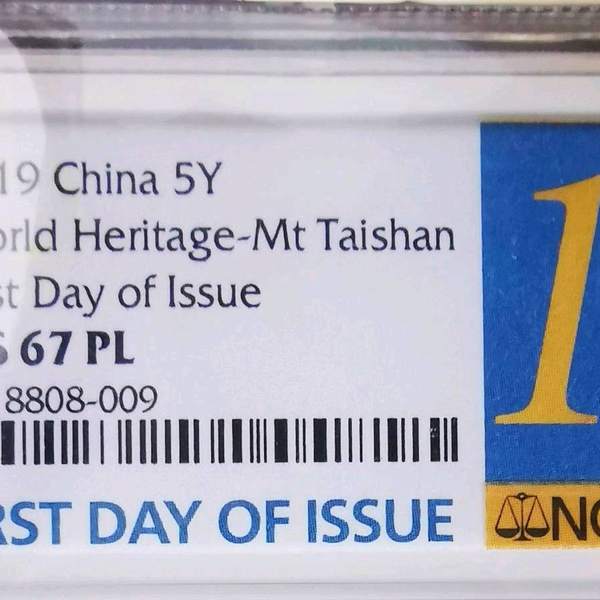 19 China 5Y
orld Heritage-Mt Taishan
st Day of Issue
S 67 PL
8808-009
RST DAY OF ISSUE
1
NG